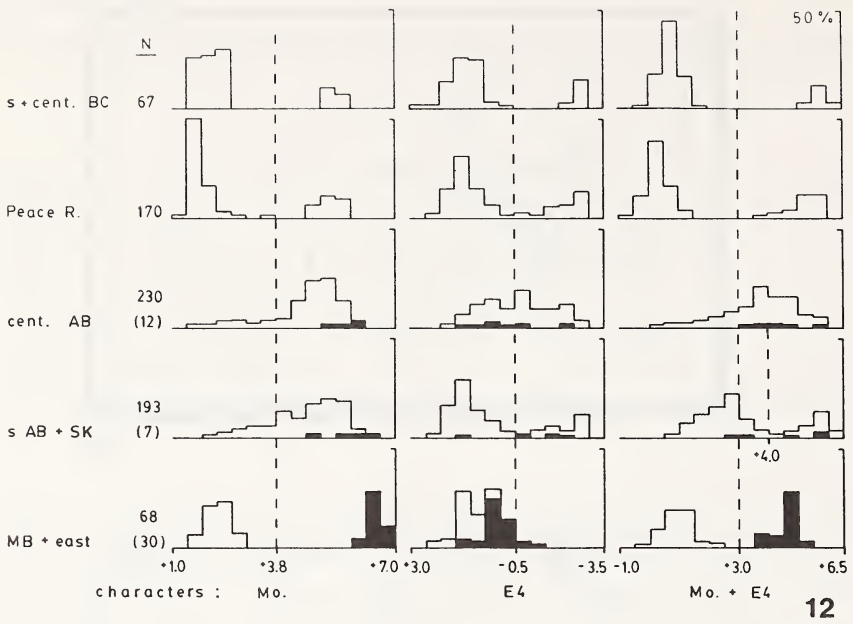 50 %
N
s + cent. BC 67
Peace R. 170
cent. AB 230
(12)
s AB + SK 193
(7)
+4.0
MB + east 68
(30)
+1.0 +3.8 +7.0 +3.0 -0.5 -3.5 -1.0 +3.0 +6.5
characters : Mo. E4 Mo. + E4
12